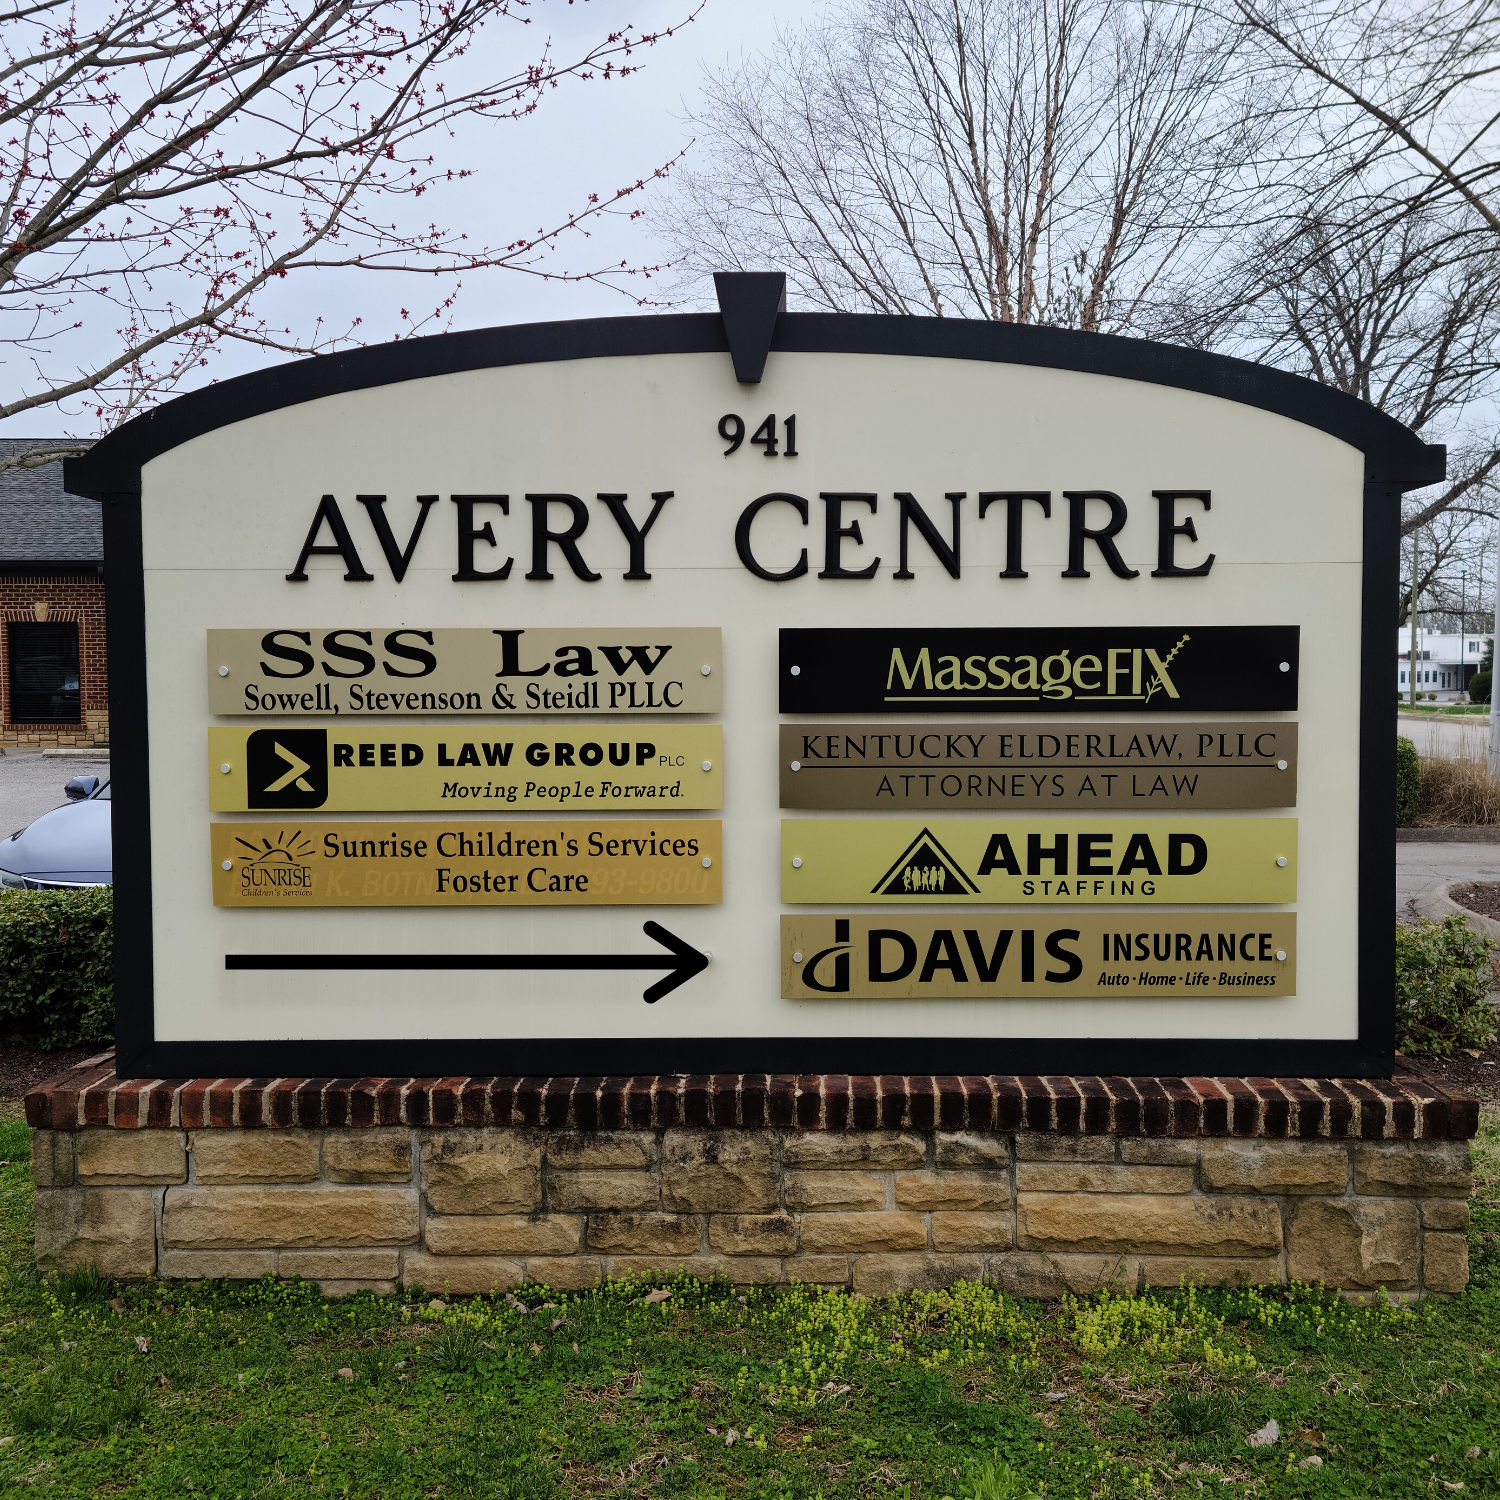 941
AVERY CENTRE
SSS Law
Sowell, Stevenson & Steidl PLLC
REED LAW GROUP PLC
Moving People Forward.
Sunrise Children's Services
Foster Care
SUNRISE
Children's Services
MassageFIX
KENTUCKY ELDERLAW, PLLC
ATTORNEYS AT LAW
AHEAD
STAFFING
DAVIS INSURANCE
Auto · Home · Life · Business